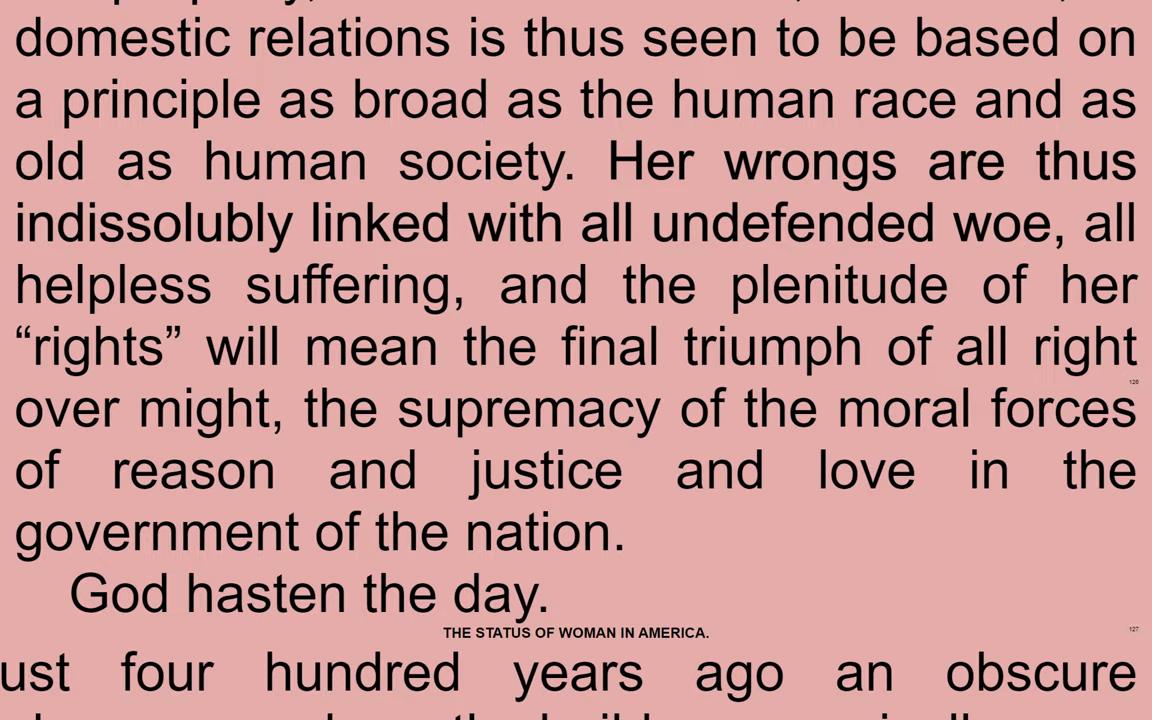 domestic relations is thus seen to be based on
a principle as broad as the human race and as
old as human society. Her wrongs are thus
indissolubly linked with all undefended woe, all
helpless suffering, and the plenitude of her
“rights” will mean the final triumph of all right
126
over might, the supremacy of the moral forces
of reason and justice and love in the
government of the nation.
God hasten the day.
THE STATUS OF WOMAN IN AMERICA.
127
ust four hundred years ago an obscure